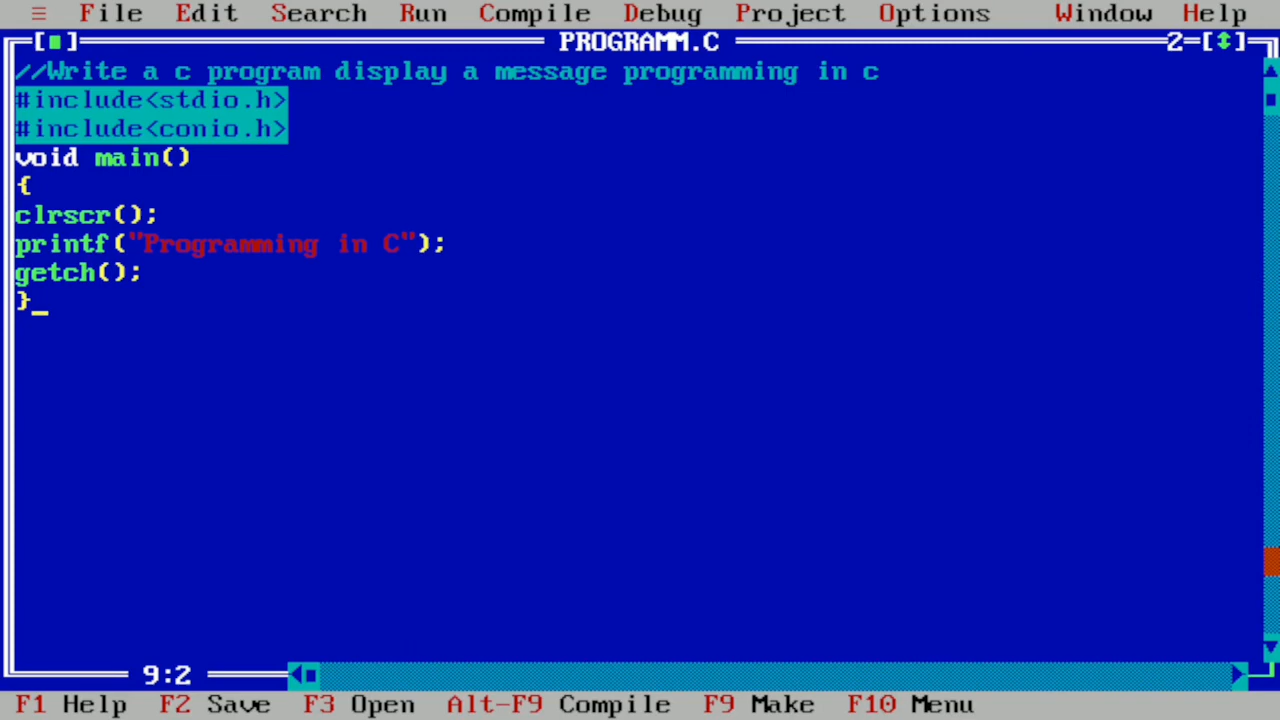 ≡ File Edit Search Run Compile Debug Project Options Window Help
[■] PROGRAMM.C 2=[↕]
//Write a c program display a message programming in c
#include<stdio.h>
#include<conio.h>
void main()
{
clrscr();
printf("Programming in C");
getch();
}_
9:2
F1 Help F2 Save F3 Open Alt-F9 Compile F9 Make F10 Menu